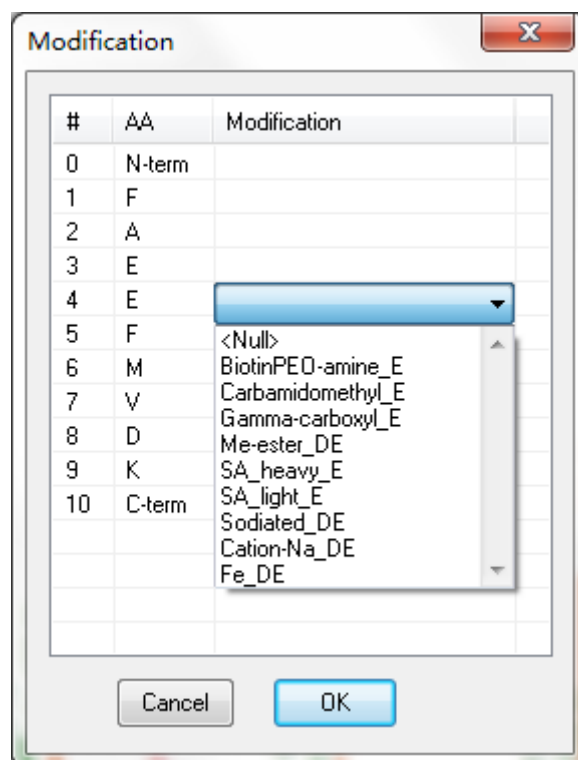 Modification
# AA Modification
0 N-term
1 F
2 A
3 E
4 E
5 F
6 M
7 V
8 D
9 K
10 C-term
<Null>
BiotinPEO-amine_E
Carbamidomethyl_E
Gamma-carboxyl_E
Me-ester_DE
SA_heavy_E
SA_light_E
Sodiated_DE
Cation-Na_DE
Fe_DE
Cancel OK